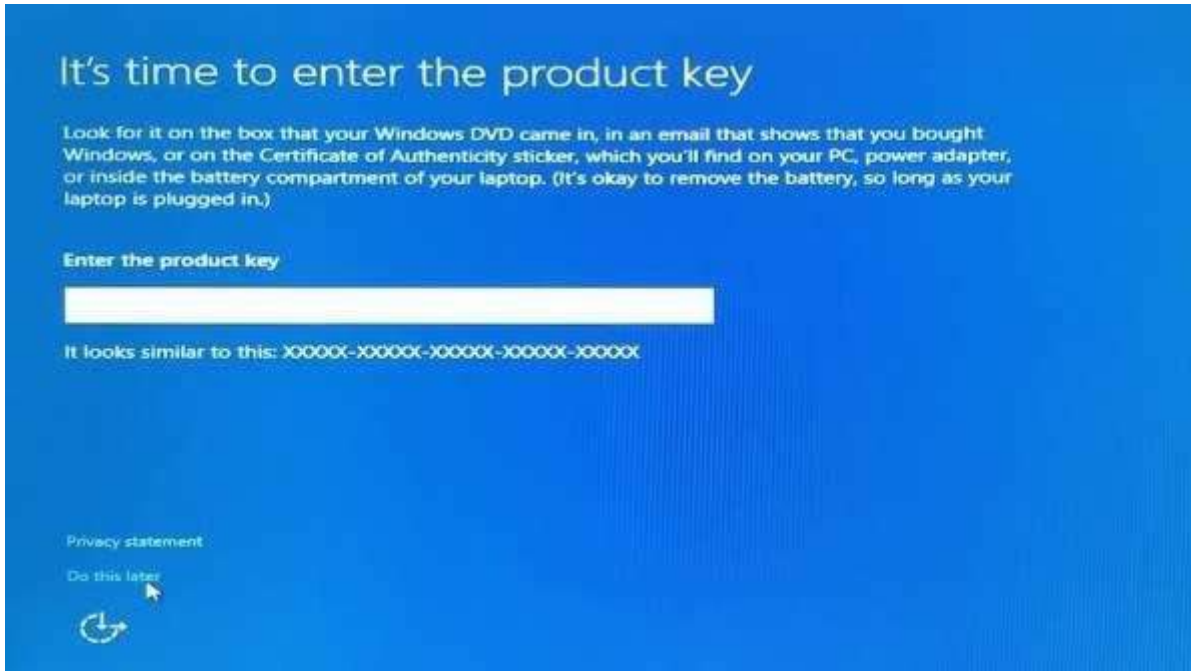 It's time to enter the product key
Look for it on the box that your Windows DVD came in, in an email that shows that you bought
Windows, or on the Certificate of Authenticity sticker, which you'll find on your PC, power adapter,
or inside the battery compartment of your laptop. (It's okay to remove the battery, so long as your
laptop is plugged in.)
Enter the product key
It looks similar to this: XXXXX-XXXXX-XXXXX-XXXXX-XXXXX
Privacy statement
Do this later